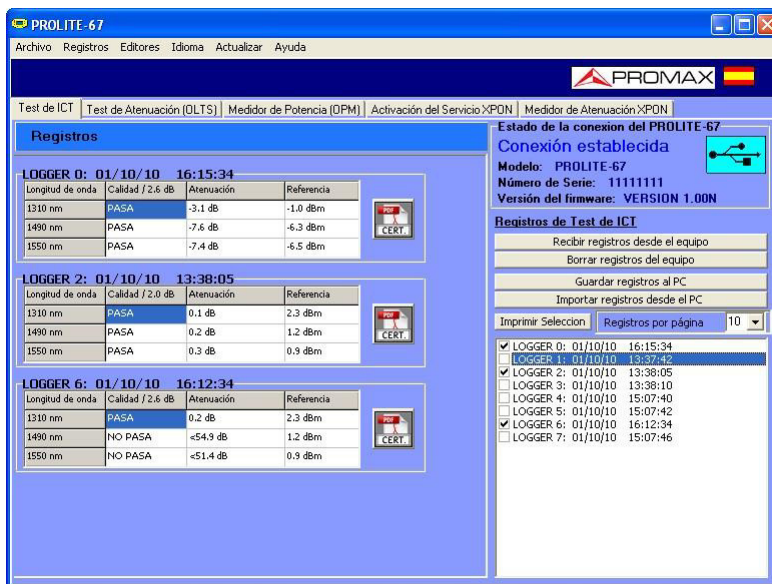 PROLITE-67
Archivo Registros Editores Idioma Actualizar Ayuda
PROMAX
Test de ICT Test de Atenuación (OLTS) Medidor de Potencia (OPM) Activación del Servicio XPON Medidor de Atenuación XPON
Registros
LOGGER 0: 01/10/10 16:15:34
Longitud de onda Calidad / 2.6 dB Atenuación Referencia
1310 nm PASA -3.1 dB -1.0 dBm
1490 nm PASA -7.6 dB -6.3 dBm
1550 nm PASA -7.4 dB -6.5 dBm
PDF
CERT.
LOGGER 2: 01/10/10 13:38:05
Longitud de onda Calidad / 2.0 dB Atenuación Referencia
1310 nm PASA 0.1 dB 2.3 dBm
1490 nm PASA 0.2 dB 1.2 dBm
1550 nm PASA 0.3 dB 0.9 dBm
PDF
CERT.
LOGGER 6: 01/10/10 16:12:34
Longitud de onda Calidad / 2.6 dB Atenuación Referencia
1310 nm PASA 0.2 dB 2.3 dBm
1490 nm NO PASA <54.9 dB 1.2 dBm
1550 nm NO PASA <51.4 dB 0.9 dBm
PDF
CERT.
Estado de la conexion del PROLITE-67
Conexión establecida
Modelo: PROLITE-67
Número de Serie: 11111111
Versión del firmware: VERSION 1.00N
Registros de Test de ICT
Recibir registros desde el equipo
Borrar registros del equipo
Guardar registros al PC
Importar registros desde el PC
Imprimir Seleccion Registros por página 10
LOGGER 0: 01/10/10 16:15:34
LOGGER 1: 01/10/10 13:37:42
LOGGER 2: 01/10/10 13:38:05
LOGGER 3: 01/10/10 13:38:10
LOGGER 4: 01/10/10 15:07:40
LOGGER 5: 01/10/10 15:07:42
LOGGER 6: 01/10/10 16:12:34
LOGGER 7: 01/10/10 15:07:46